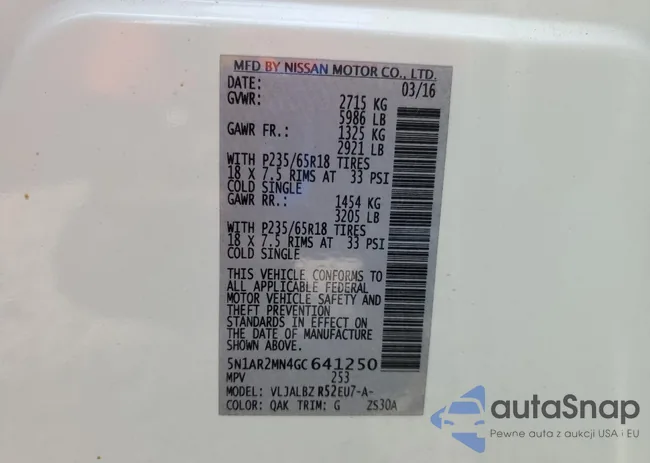 MFD BY NISSAN MOTOR CO., LTD.
DATE: 03/16
GVWR: 2715 KG
5986 LB
GAWR FR.: 1325 KG
2921 LB
WITH P235/65R18 TIRES
18 X 7.5 RIMS AT 33 PSI
COLD SINGLE
GAWR RR.: 1454 KG
3205 LB
WITH P235/65R18 TIRES
18 X 7.5 RIMS AT 33 PSI
COLD SINGLE
THIS VEHICLE CONFORMS TO
ALL APPLICABLE FEDERAL
MOTOR VEHICLE SAFETY AND
THEFT PREVENTION
STANDARDS IN EFFECT ON
THE DATE OF MANUFACTURE
SHOWN ABOVE.
5N1AR2MN4GC641250
MPV 253
MODEL: VLJALBZ R52EU7-A-
COLOR: QAK TRIM: G ZS30A
autaSnap
Pewne auta z aukcji USA i EU